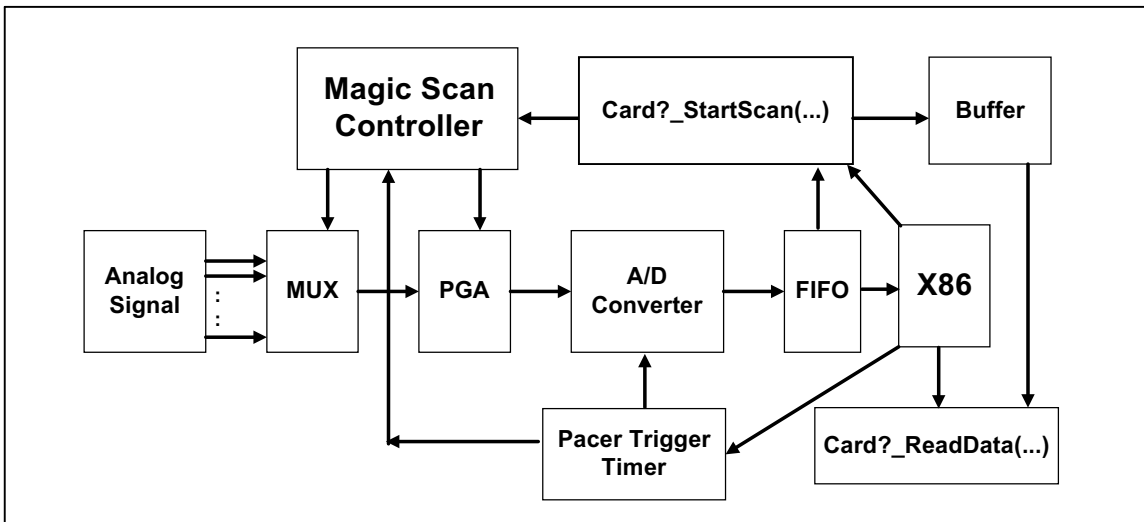 Magic Scan
Controller
Card?_StartScan(...)
Buffer
Analog
Signal
MUX
PGA
A/D
Converter
FIFO
X86
Pacer Trigger
Timer
Card?_ReadData(...)